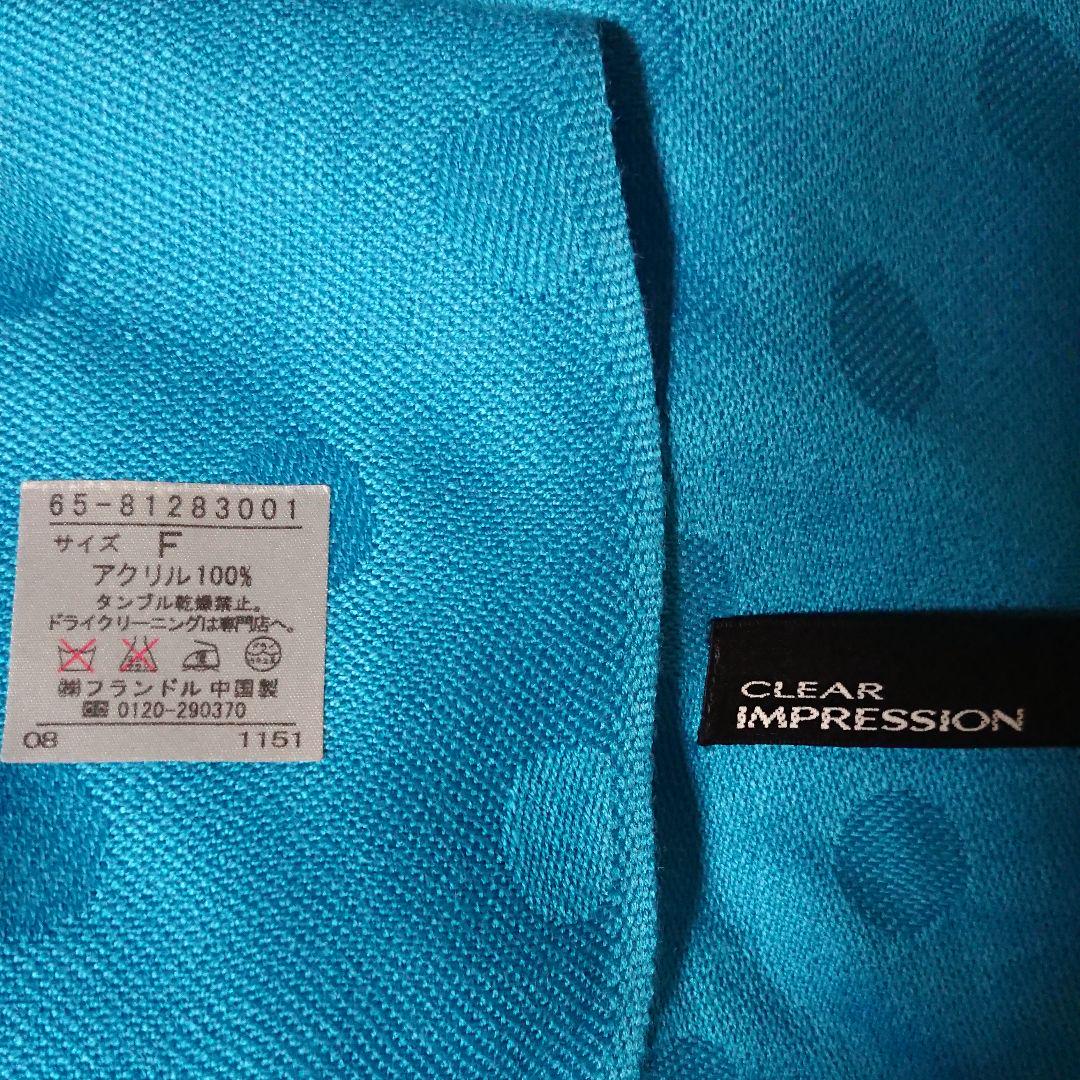 65-81283001
サイズ F
アクリル100%
タンブル乾燥禁止。
ドライクリーニングは専門店へ。
㈱フランドル 中国製
0120-290370
08 1151
CLEAR
IMPRESSION